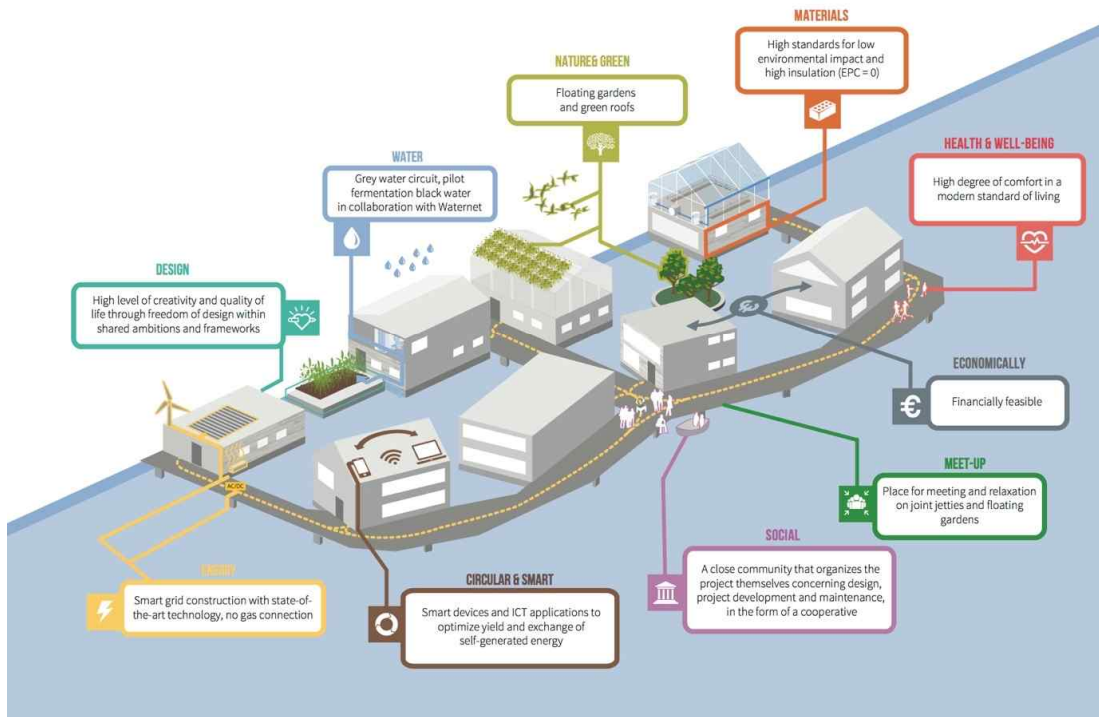 MATERIALS
High standards for low
environmental impact and
high insulation (EPC = 0)
NATURE& GREEN
Floating gardens
and green roofs
HEALTH & WELL-BEING
High degree of comfort in a
modern standard of living
WATER
Grey water circuit, pilot
fermentation black water
in collaboration with Waternet
DESIGN
High level of creativity and quality of
life through freedom of design within
shared ambitions and frameworks
€
ECONOMICALLY
€
Financially feasible
MEET-UP
Place for meeting and relaxation
on joint jetties and floating
gardens
AC/DC
SOCIAL
A close community that organizes the
project themselves concerning design,
project development and maintenance,
in the form of a cooperative
ENERGY
Smart grid construction with state-of-
the-art technology, no gas connection
CIRCULAR & SMART
Smart devices and ICT applications to
optimize yield and exchange of
self-generated energy